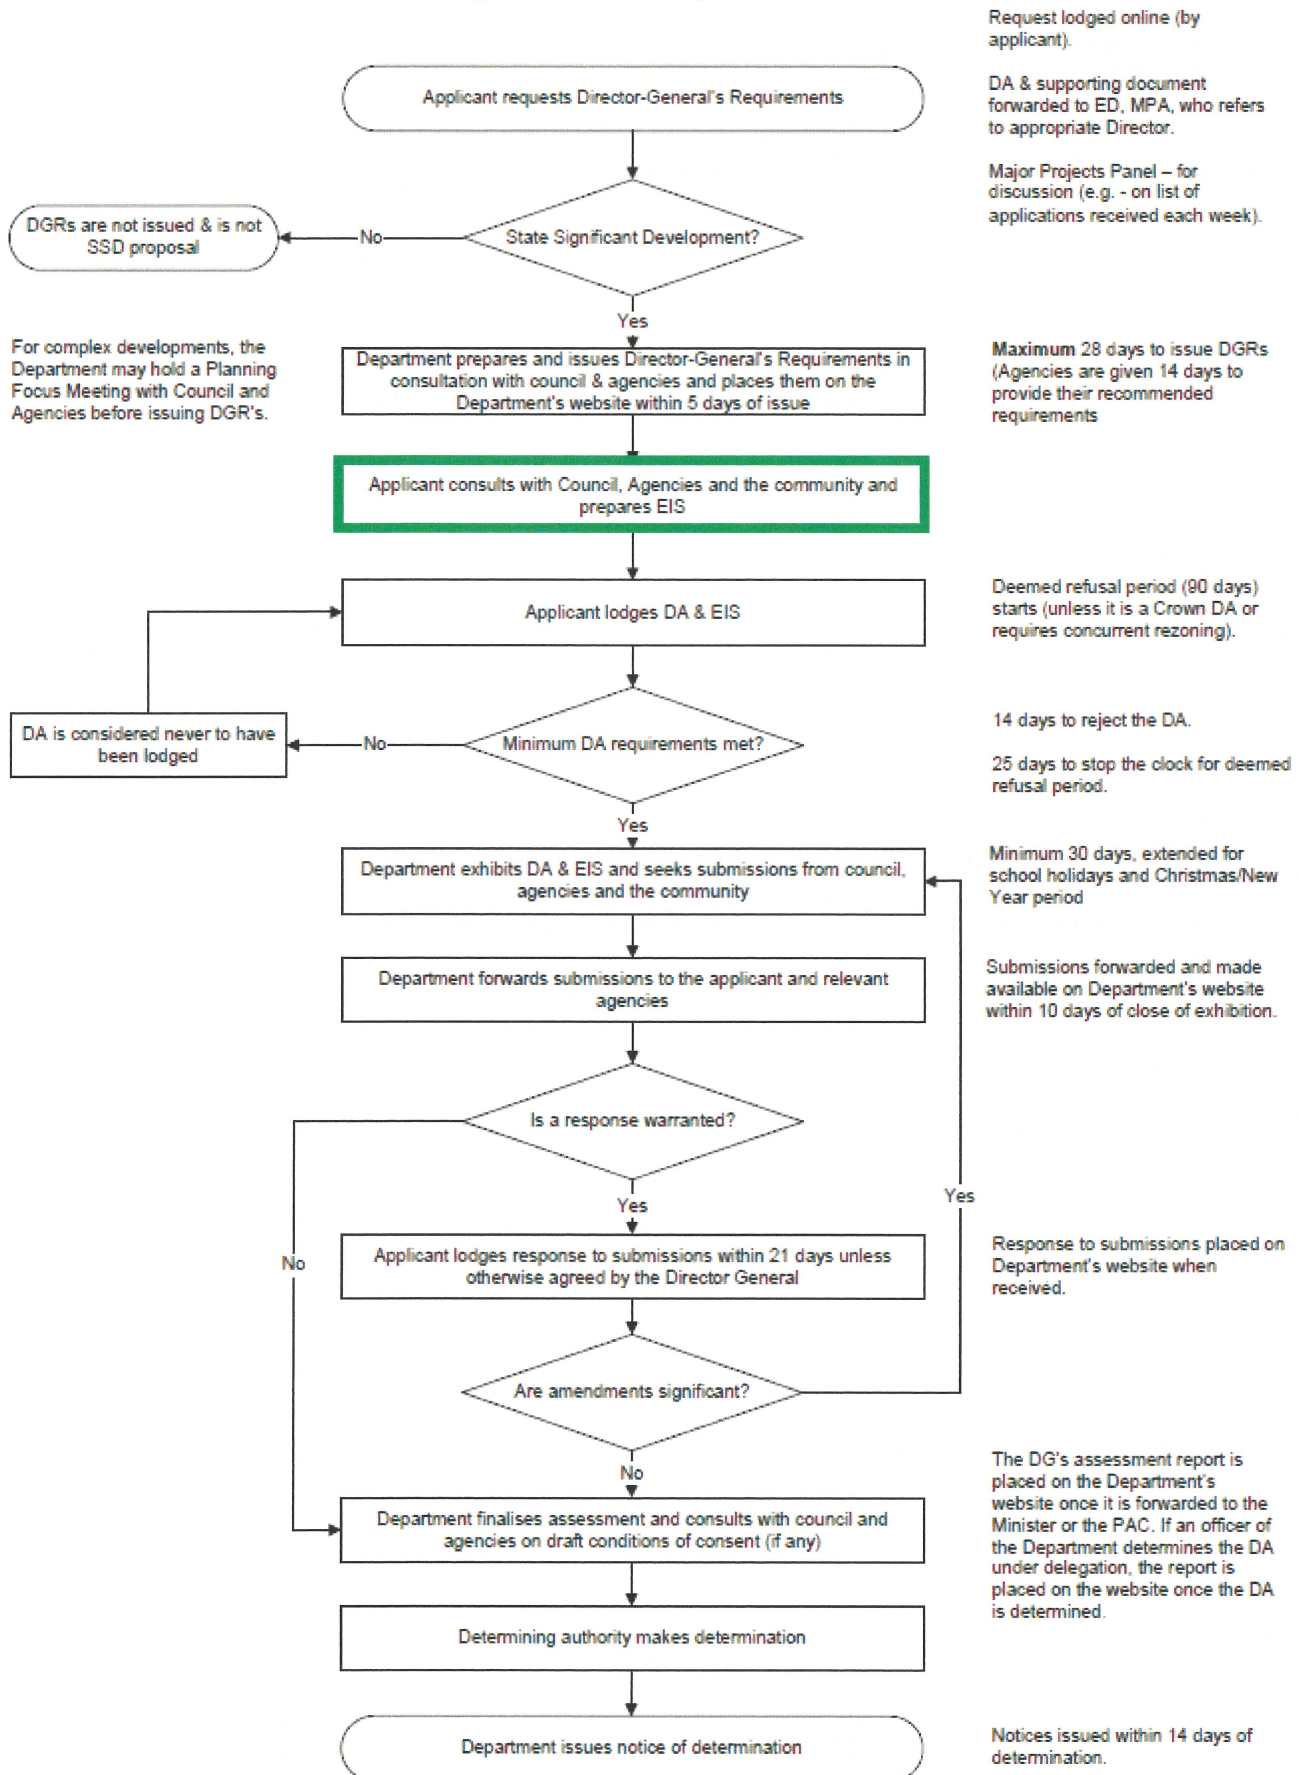 Request lodged online (by
applicant).
Applicant requests Director-General's Requirements
DA & supporting document
forwarded to ED, MPA, who refers
to appropriate Director.
Major Projects Panel – for
discussion (e.g. - on list of
applications received each week).
DGRs are not issued & is not
SSD proposal
No
State Significant Development?
Yes
For complex developments, the
Department may hold a Planning
Focus Meeting with Council and
Agencies before issuing DGR's.
Department prepares and issues Director-General's Requirements in
consultation with council & agencies and places them on the
Department's website within 5 days of issue
Maximum 28 days to issue DGRs
(Agencies are given 14 days to
provide their recommended
requirements
Applicant consults with Council, Agencies and the community and
prepares EIS
Applicant lodges DA & EIS
Deemed refusal period (90 days)
starts (unless it is a Crown DA or
requires concurrent rezoning).
DA is considered never to have
been lodged
No
Minimum DA requirements met?
14 days to reject the DA.
25 days to stop the clock for deemed
refusal period.
Yes
Department exhibits DA & EIS and seeks submissions from council,
agencies and the community
Minimum 30 days, extended for
school holidays and Christmas/New
Year period
Department forwards submissions to the applicant and relevant
agencies
Submissions forwarded and made
available on Department's website
within 10 days of close of exhibition.
Is a response warranted?
Yes
Yes
No
Applicant lodges response to submissions within 21 days unless
otherwise agreed by the Director General
Response to submissions placed on
Department's website when
received.
Are amendments significant?
No
The DG's assessment report is
placed on the Department's
website once it is forwarded to the
Minister or the PAC. If an officer of
the Department determines the DA
under delegation, the report is
placed on the website once the DA
is determined.
Department finalises assessment and consults with council and
agencies on draft conditions of consent (if any)
Determining authority makes determination
Department issues notice of determination
Notices issued within 14 days of
determination.